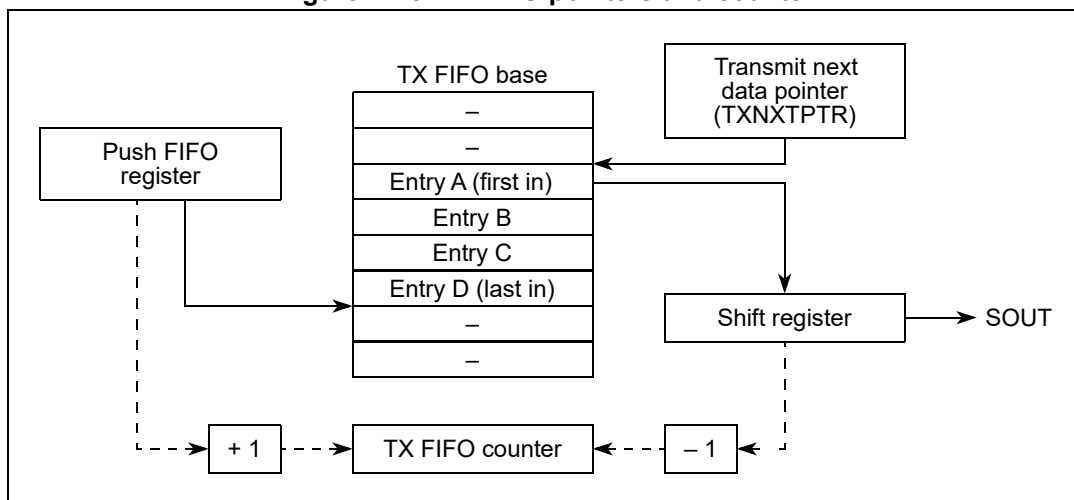 TX FIFO base
Transmit next
data pointer
(TXNXTPTR)
Push FIFO
register
–
–
Entry A (first in)
Entry B
Entry C
Entry D (last in)
–
–
Shift register
SOUT
+ 1
TX FIFO counter
– 1